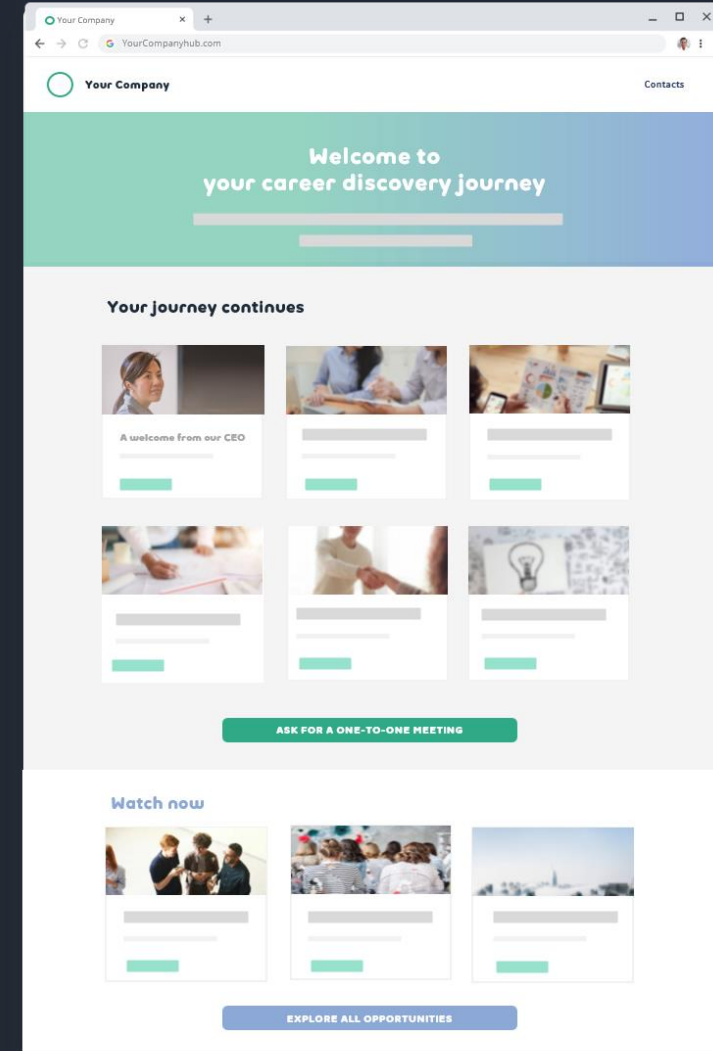 Your Company
YourCompanyhub.com
Your Company
Contacts
Welcome to
your career discovery journey
Your journey continues
A welcome from our CEO
ASK FOR A ONE-TO-ONE MEETING
Watch now
EXPLORE ALL OPPORTUNITIES